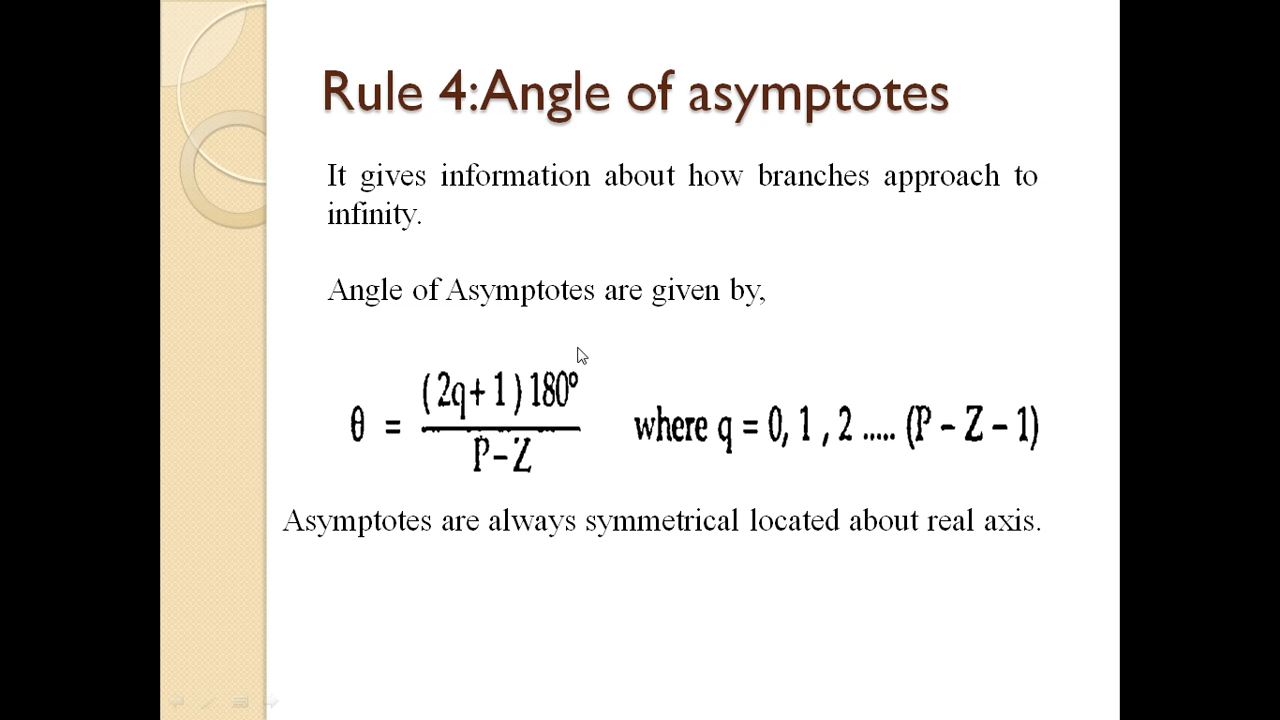 Rule 4:Angle of asymptotes
It gives information about how branches approach to
infinity.
Angle of Asymptotes are given by,
θ = (2q+1)180° / P-Z where q = 0, 1, 2 ..... (P - Z - 1)
Asymptotes are always symmetrical located about real axis.